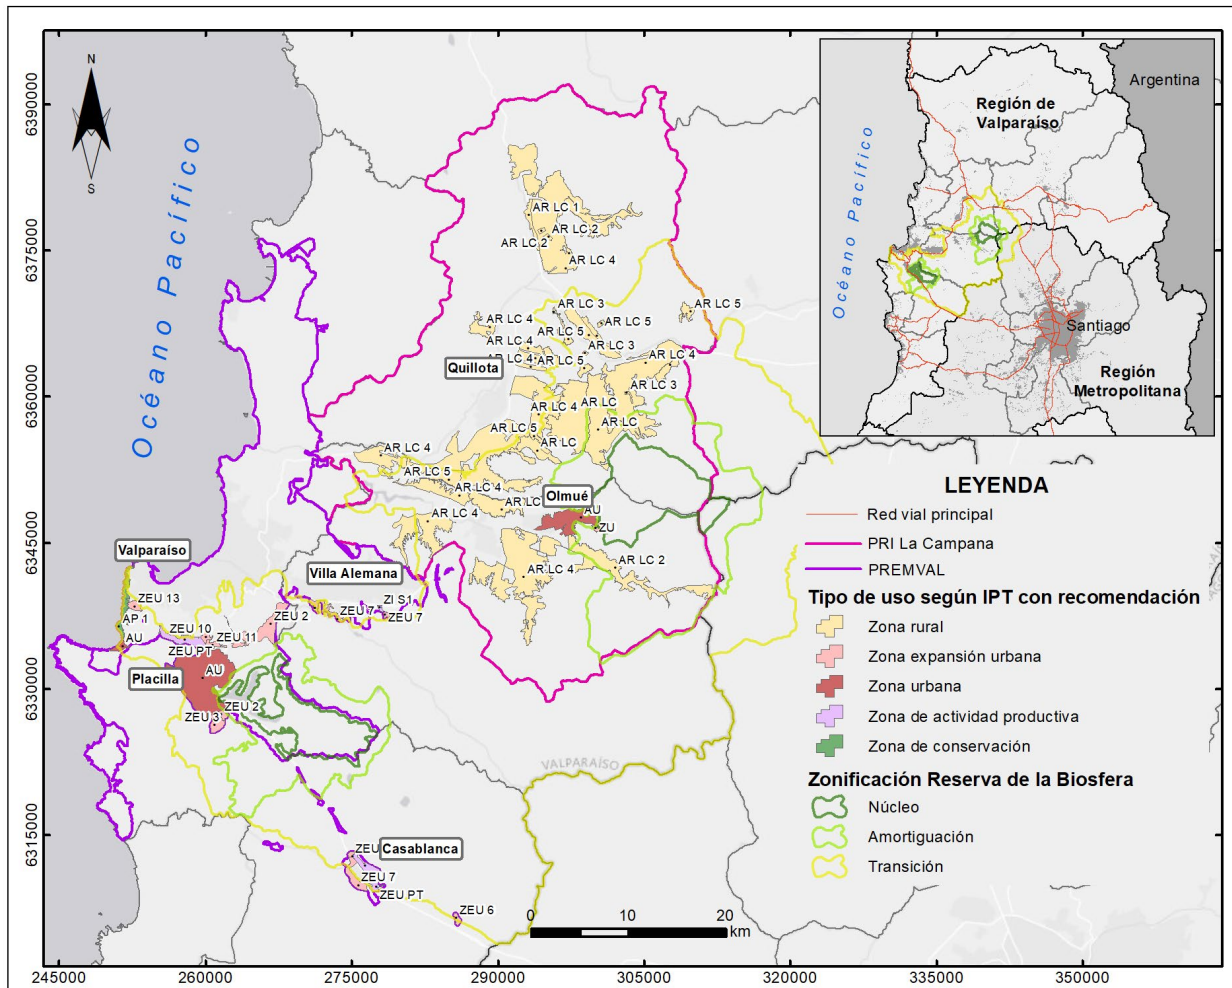 N
S
6390000
6375000
6360000
6345000
6330000
6315000
Océano Pacífico
AR LC 1
AR LC 2
AR LC 2
AR LC 4
AR LC 3
AR LC 5
AR LC 5
AR LC 4
AR LC 5
AR LC 4
AR LC 3
AR LC 4
AR LC 5
AR LC 4
Quillota
AR LC 3
AR LC
AR LC 4
AR LC
AR LC 5
AR LC
AR LC 4
AR LC 5
AR LC 4
AR LC
Olmué
AU
ZU
AR LC 4
AR LC 2
AR LC 4
Valparaíso
Villa Alemana
ZI S1
ZEU 7
ZEU 7
ZEU 13
ZEU 2
AP 1
ZEU 10
ZEU 11
AU
ZEU PT
AU
Placilla
ZEU 2
ZEU 3
VALPARAÍSO
ZEU
Casablanca
ZEU 7
ZEU PT
ZEU 6
0
10
20
km
Argentina
Región de
Valparaíso
Océano Pacífico
Santiago
Región
Metropolitana
LEYENDA
Red vial principal
PRI La Campana
PREMVAL
Tipo de uso según IPT con recomendación
Zona rural
Zona expansión urbana
Zona urbana
Zona de actividad productiva
Zona de conservación
Zonificación Reserva de la Biosfera
Núcleo
Amortiguación
Transición
245000
260000
275000
290000
305000
320000
335000
350000